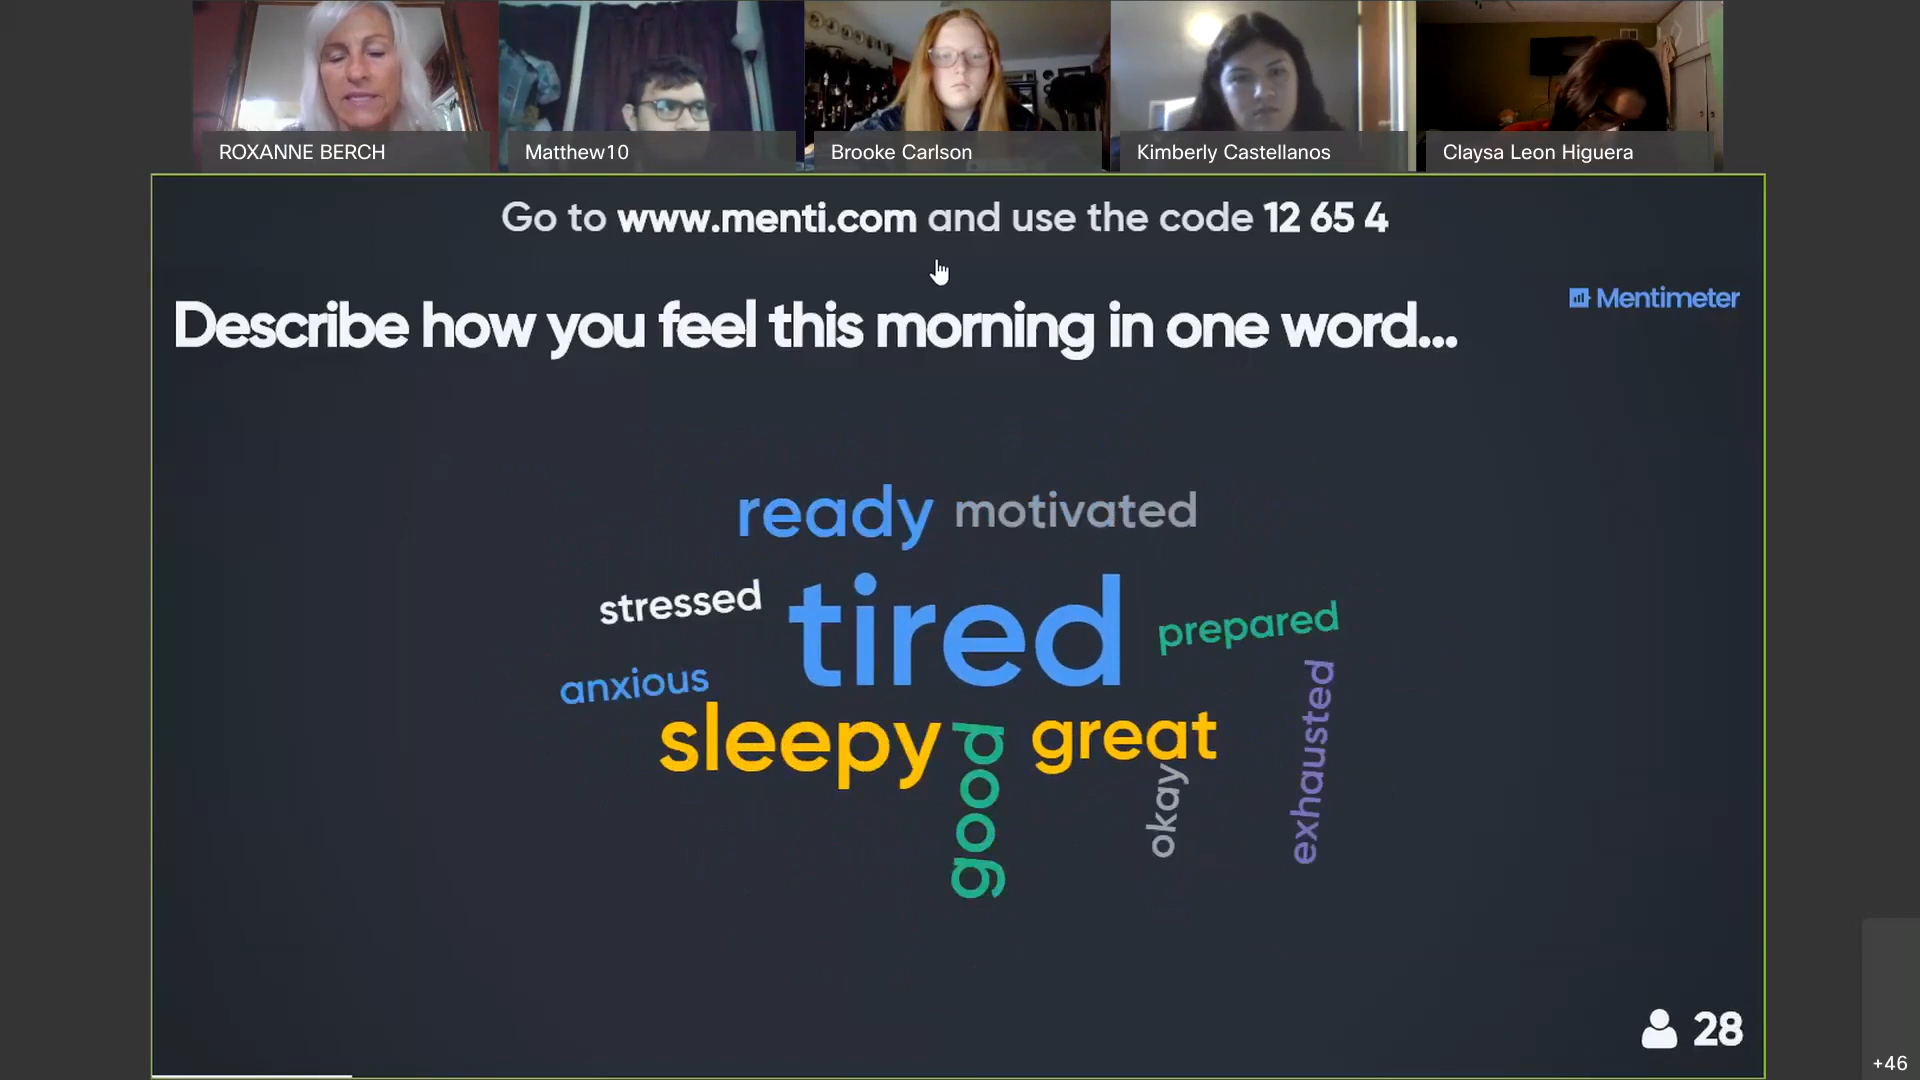 ROXANNE BERCH
Matthew10
Brooke Carlson
Kimberly Castellanos
Claysa Leon Higuera
Go to www.menti.com and use the code 12 65 4
Mentimeter
Describe how you feel this morning in one word...
ready motivated
stressed
tired
prepared
anxious
sleepy
good
great
okay
exhausted
28
+46